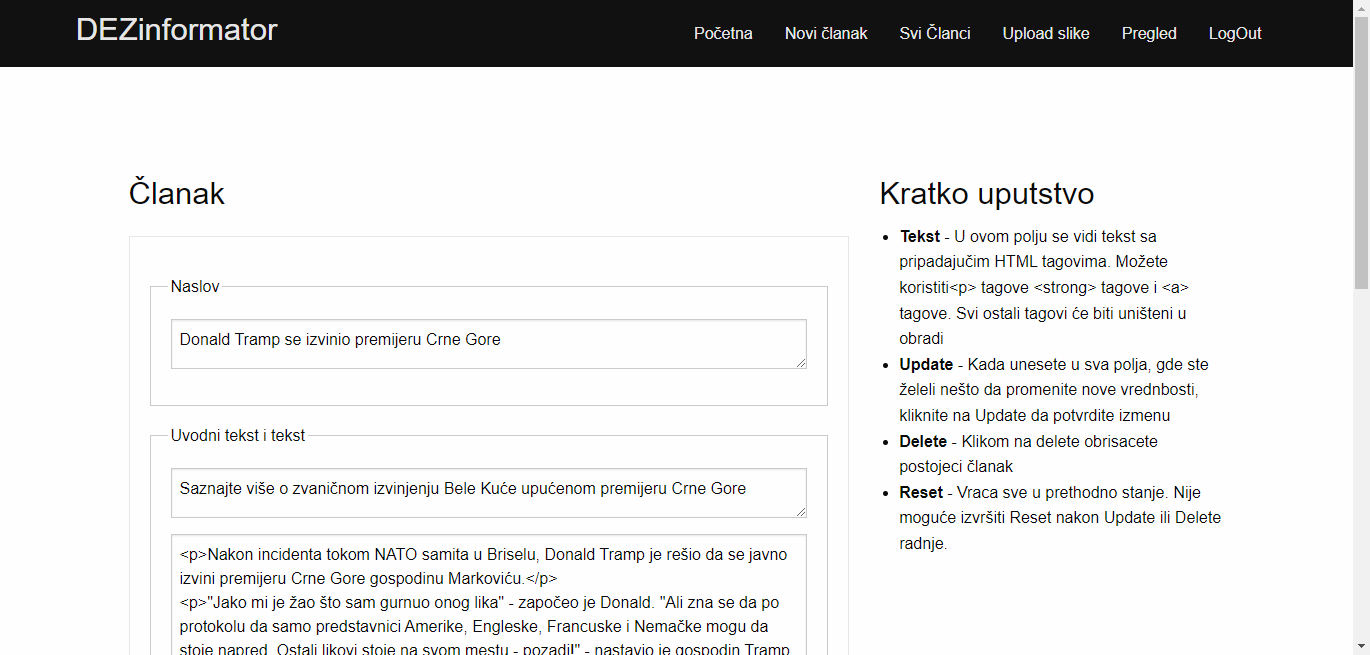 DEZinformator
Početna Novi članak Svi Članci Upload slike Pregled LogOut
Članak
Naslov
Donald Tramp se izvinio premijeru Crne Gore
Uvodni tekst i tekst
Saznajte više o zvaničnom izvinjenju Bele Kuće upućenom premijeru Crne Gore
<p>Nakon incidenta tokom NATO samita u Briselu, Donald Tramp je rešio da se javno
izvini premijeru Crne Gore gospodinu Markoviću.</p>
<p>"Jako mi je žao što sam gurnuo onog lika" - započeo je Donald. "Ali zna se da po
protokolu da samo predstavnici Amerike, Engleske, Francuske i Nemačke mogu da
stoje napred. Ostali likovi stoje na svom mestu - pozadi!" - nastavio je gospodin Tramp
Kratko uputstvo
Tekst - U ovom polju se vidi tekst sa
pripadajučim HTML tagovima. Možete
koristiti<p> tagove <strong> tagove i <a>
tagove. Svi ostali tagovi će biti uništeni u
obradi
Update - Kada unesete u sva polja, gde ste
želeli nešto da promenite nove vrednbosti,
kliknite na Update da potvrdite izmenu
Delete - Klikom na delete obrisacete
postojeci članak
Reset - Vraca sve u prethodno stanje. Nije
moguće izvršiti Reset nakon Update ili Delete
radnje.